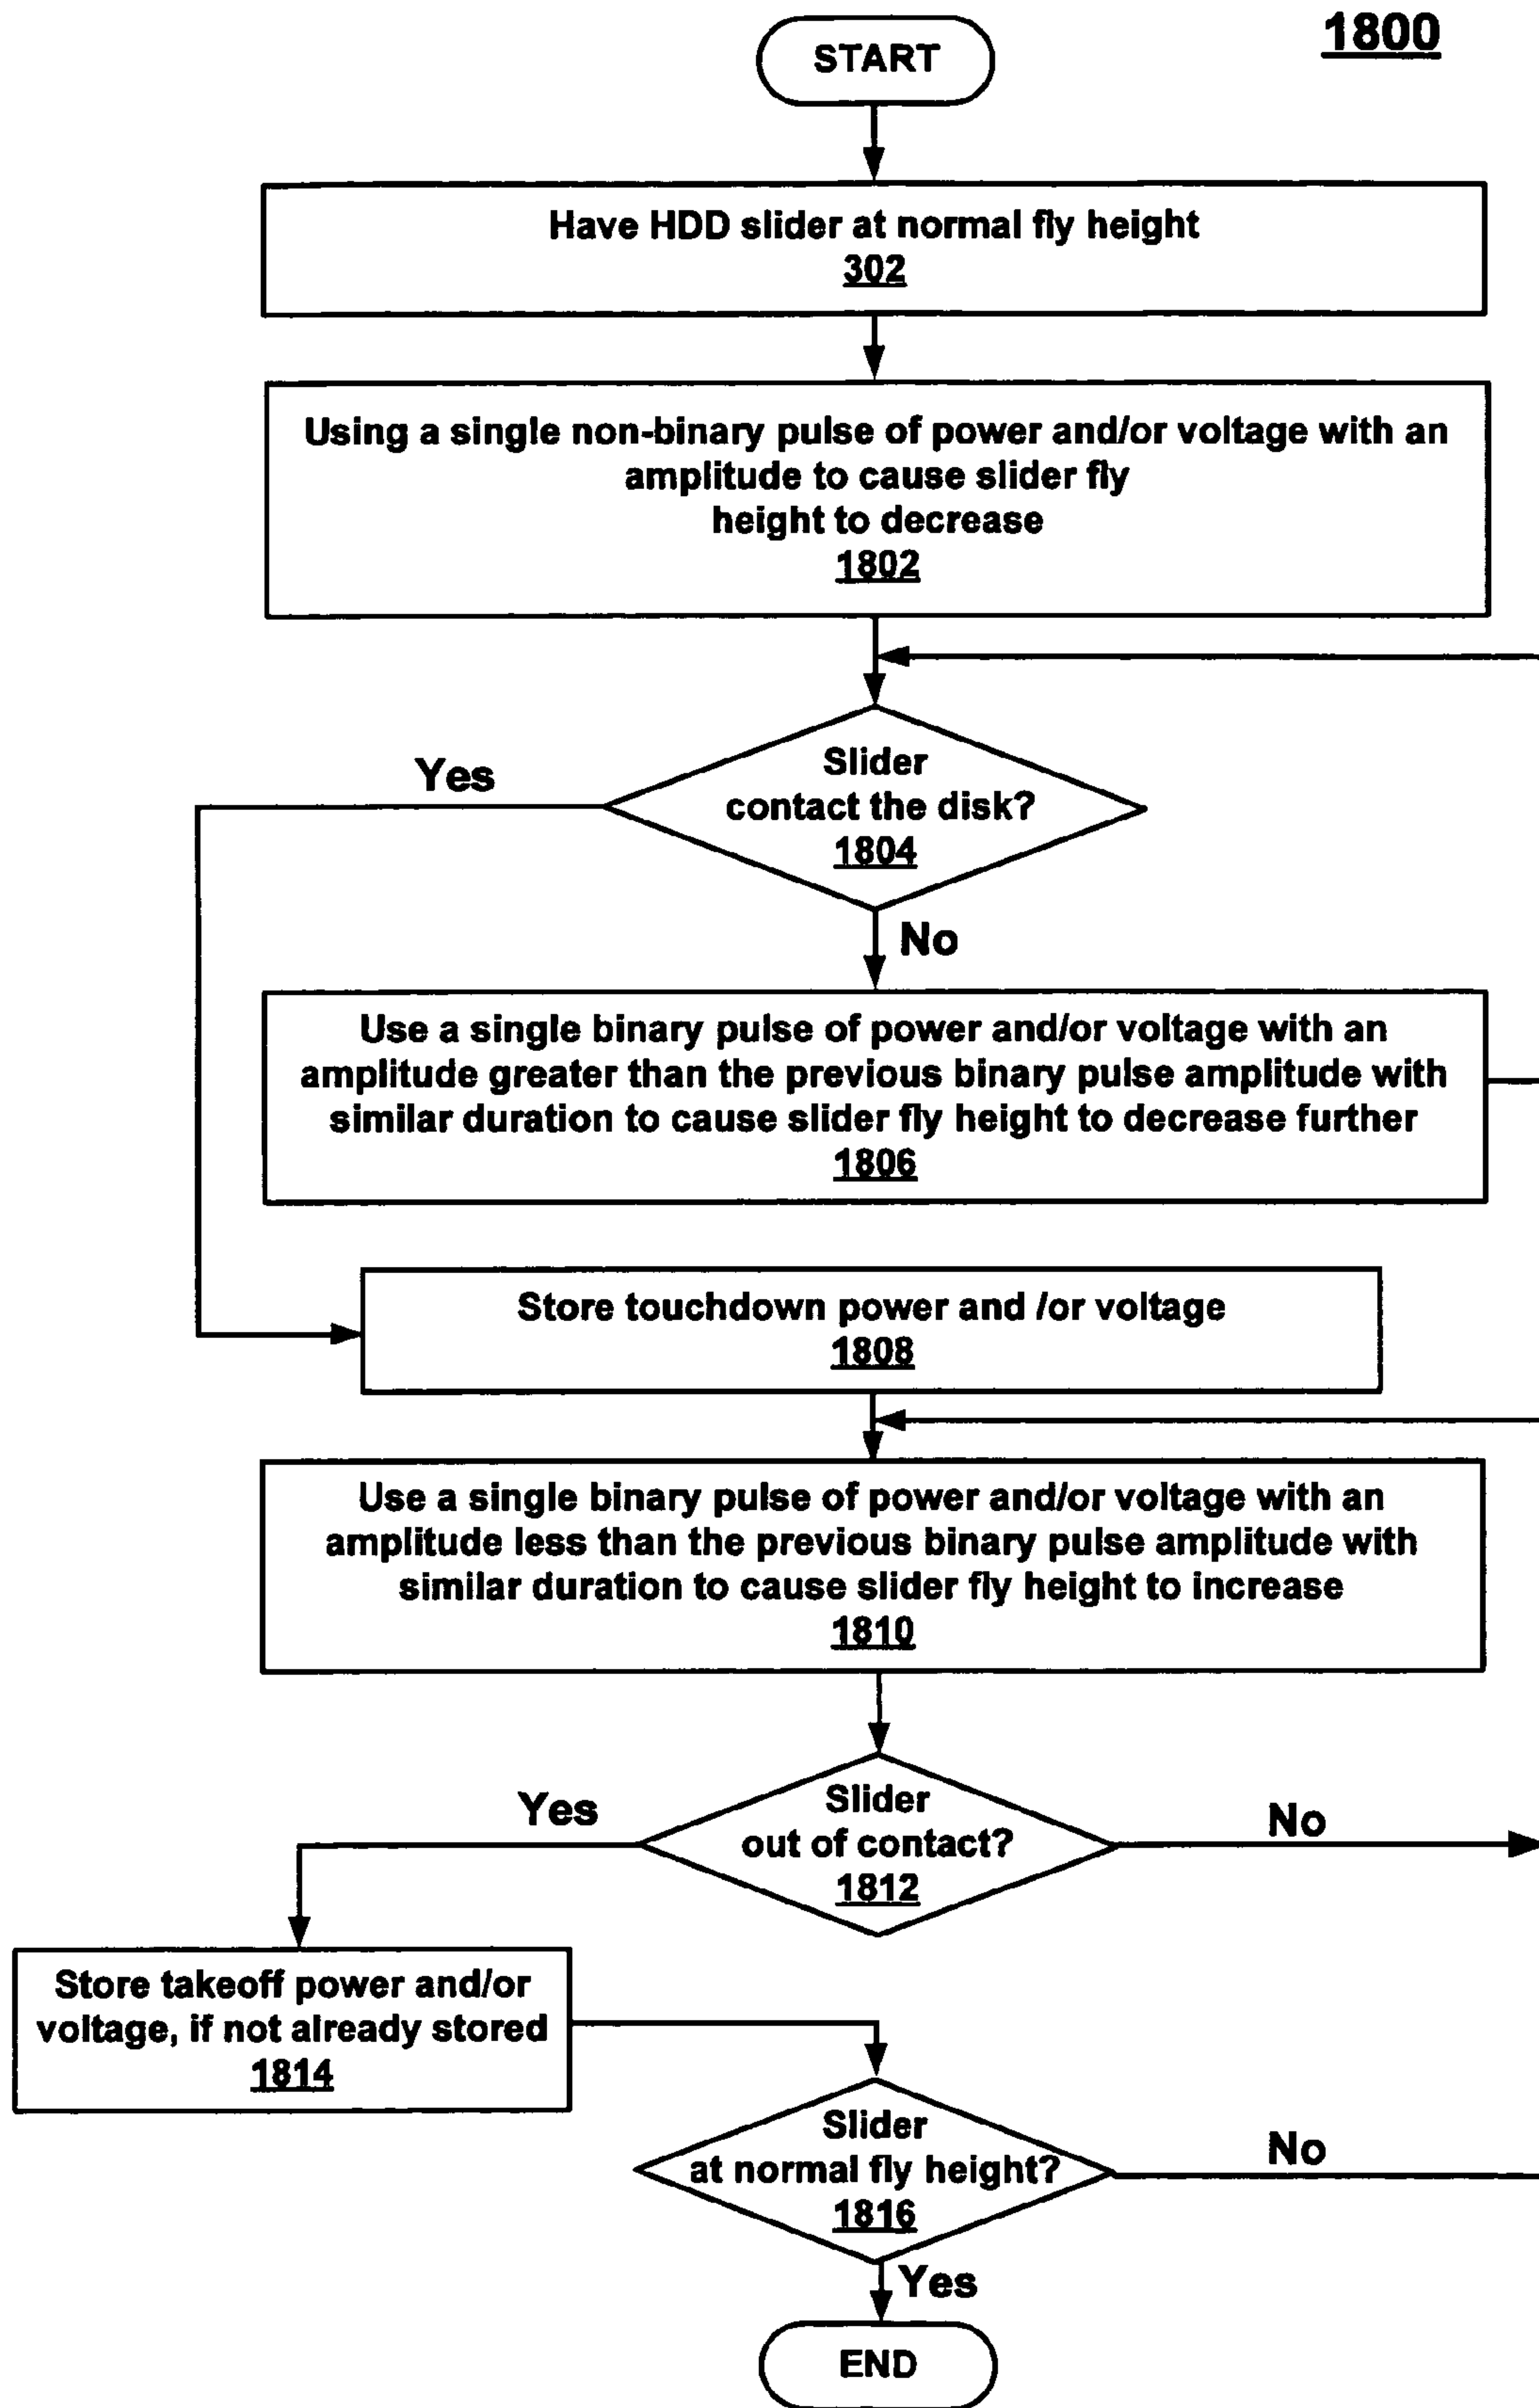 1800
START
Have HDD slider at normal fly height
302
Using a single non-binary pulse of power and/or voltage with an
amplitude to cause slider fly
height to decrease
1802
Slider
contact the disk?
1804
Yes
No
Use a single binary pulse of power and/or voltage with an
amplitude greater than the previous binary pulse amplitude with
similar duration to cause slider fly height to decrease further
1806
Store touchdown power and /or voltage
1808
Use a single binary pulse of power and/or voltage with an
amplitude less than the previous binary pulse amplitude with
similar duration to cause slider fly height to increase
1810
Slider
out of contact?
1812
Yes
No
Store takeoff power and/or
voltage, if not already stored
1814
Slider
at normal fly height?
1816
No
Yes
END